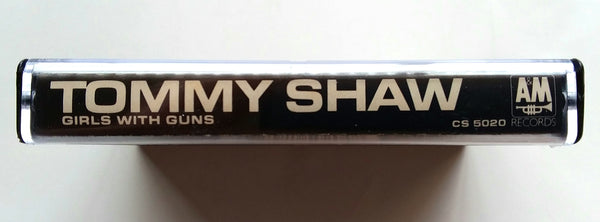 TOMMY SHAW
GIRLS WITH GUNS
CS 5020
A&M
RECORDS